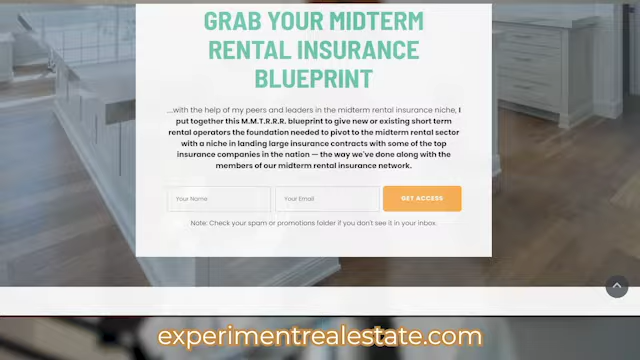 GRAB YOUR MIDTERM
RENTAL INSURANCE
BLUEPRINT
...with the help of my peers and leaders in the midterm rental insurance niche, I
put together this M.M.T.R.R.R. blueprint to give new or existing short term
rental operators the foundation needed to pivot to the midterm rental sector
with a niche in landing large insurance contracts with some of the top
insurance companies in the nation — the way we've done along with the
members of our midterm rental insurance network.
Your Name
Your Email
GET ACCESS
Note: Check your spam or promotions folder if you don't see it in your inbox.
experimentrealestate.com